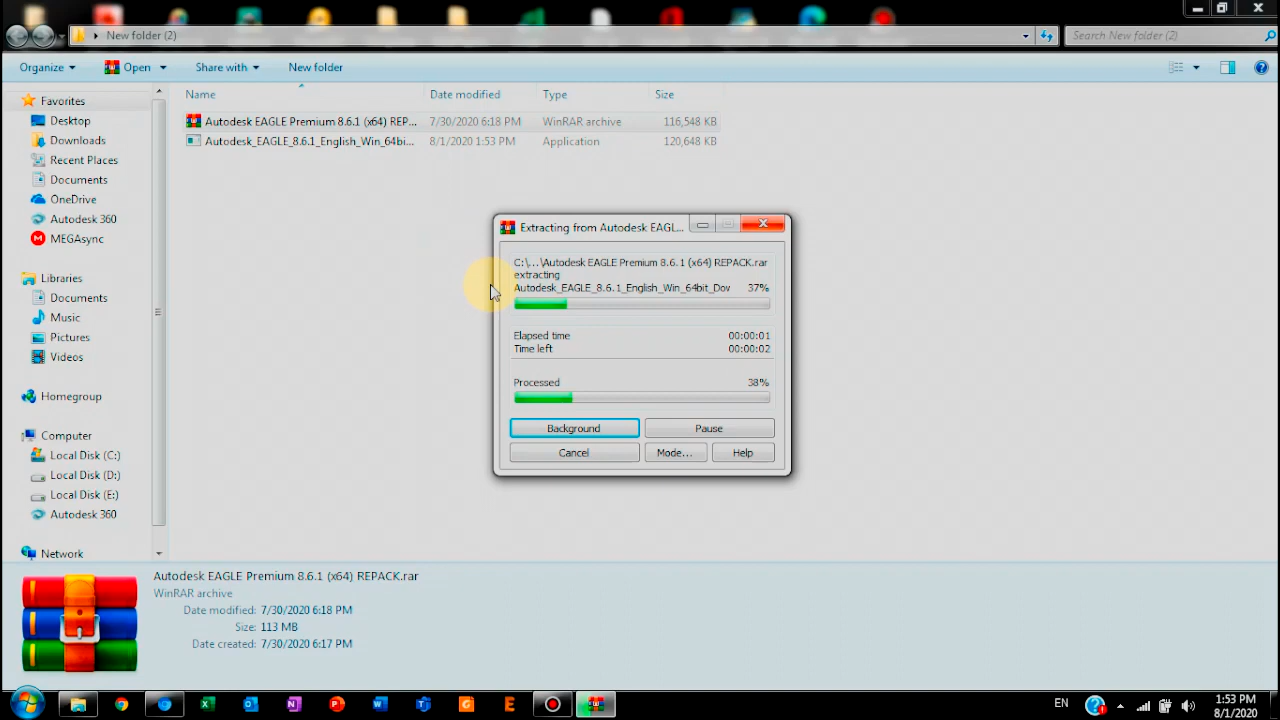 New folder (2)
Search New folder (2)
Organize
Open
Share with
New folder
Name
Date modified
Type
Size
Autodesk EAGLE Premium 8.6.1 (x64) REP...
7/30/2020 6:18 PM
WinRAR archive
116,548 KB
Autodesk_EAGLE_8.6.1_English_Win_64bi...
8/1/2020 1:53 PM
Application
120,648 KB
Favorites
Desktop
Downloads
Recent Places
Documents
OneDrive
Autodesk 360
MEGAsync
Libraries
Documents
Music
Pictures
Videos
Homegroup
Computer
Local Disk (C:)
Local Disk (D:)
Local Disk (E:)
Autodesk 360
Network
Extracting from Autodesk EAGL...
C:\...\Autodesk EAGLE Premium 8.6.1 (x64) REPACK.rar
extracting
Autodesk_EAGLE_8.6.1_English_Win_64bit_Dov 37%
Elapsed time 00:00:01
Time left 00:00:02
Processed 38%
Background
Pause
Cancel
Mode...
Help
Autodesk EAGLE Premium 8.6.1 (x64) REPACK.rar
WinRAR archive
Date modified: 7/30/2020 6:18 PM
Size: 113 MB
Date created: 7/30/2020 6:17 PM
EN
1:53 PM
8/1/2020